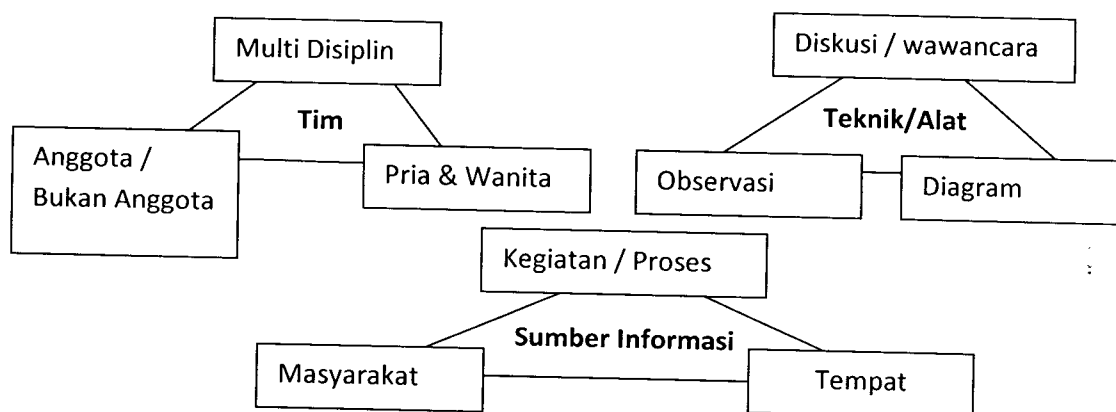 Multi Disiplin
Tim
Anggota /
Bukan Anggota
Pria & Wanita
Diskusi / wawancara
Teknik/Alat
Observasi
Diagram
Kegiatan / Proses
Sumber Informasi
Masyarakat
Tempat